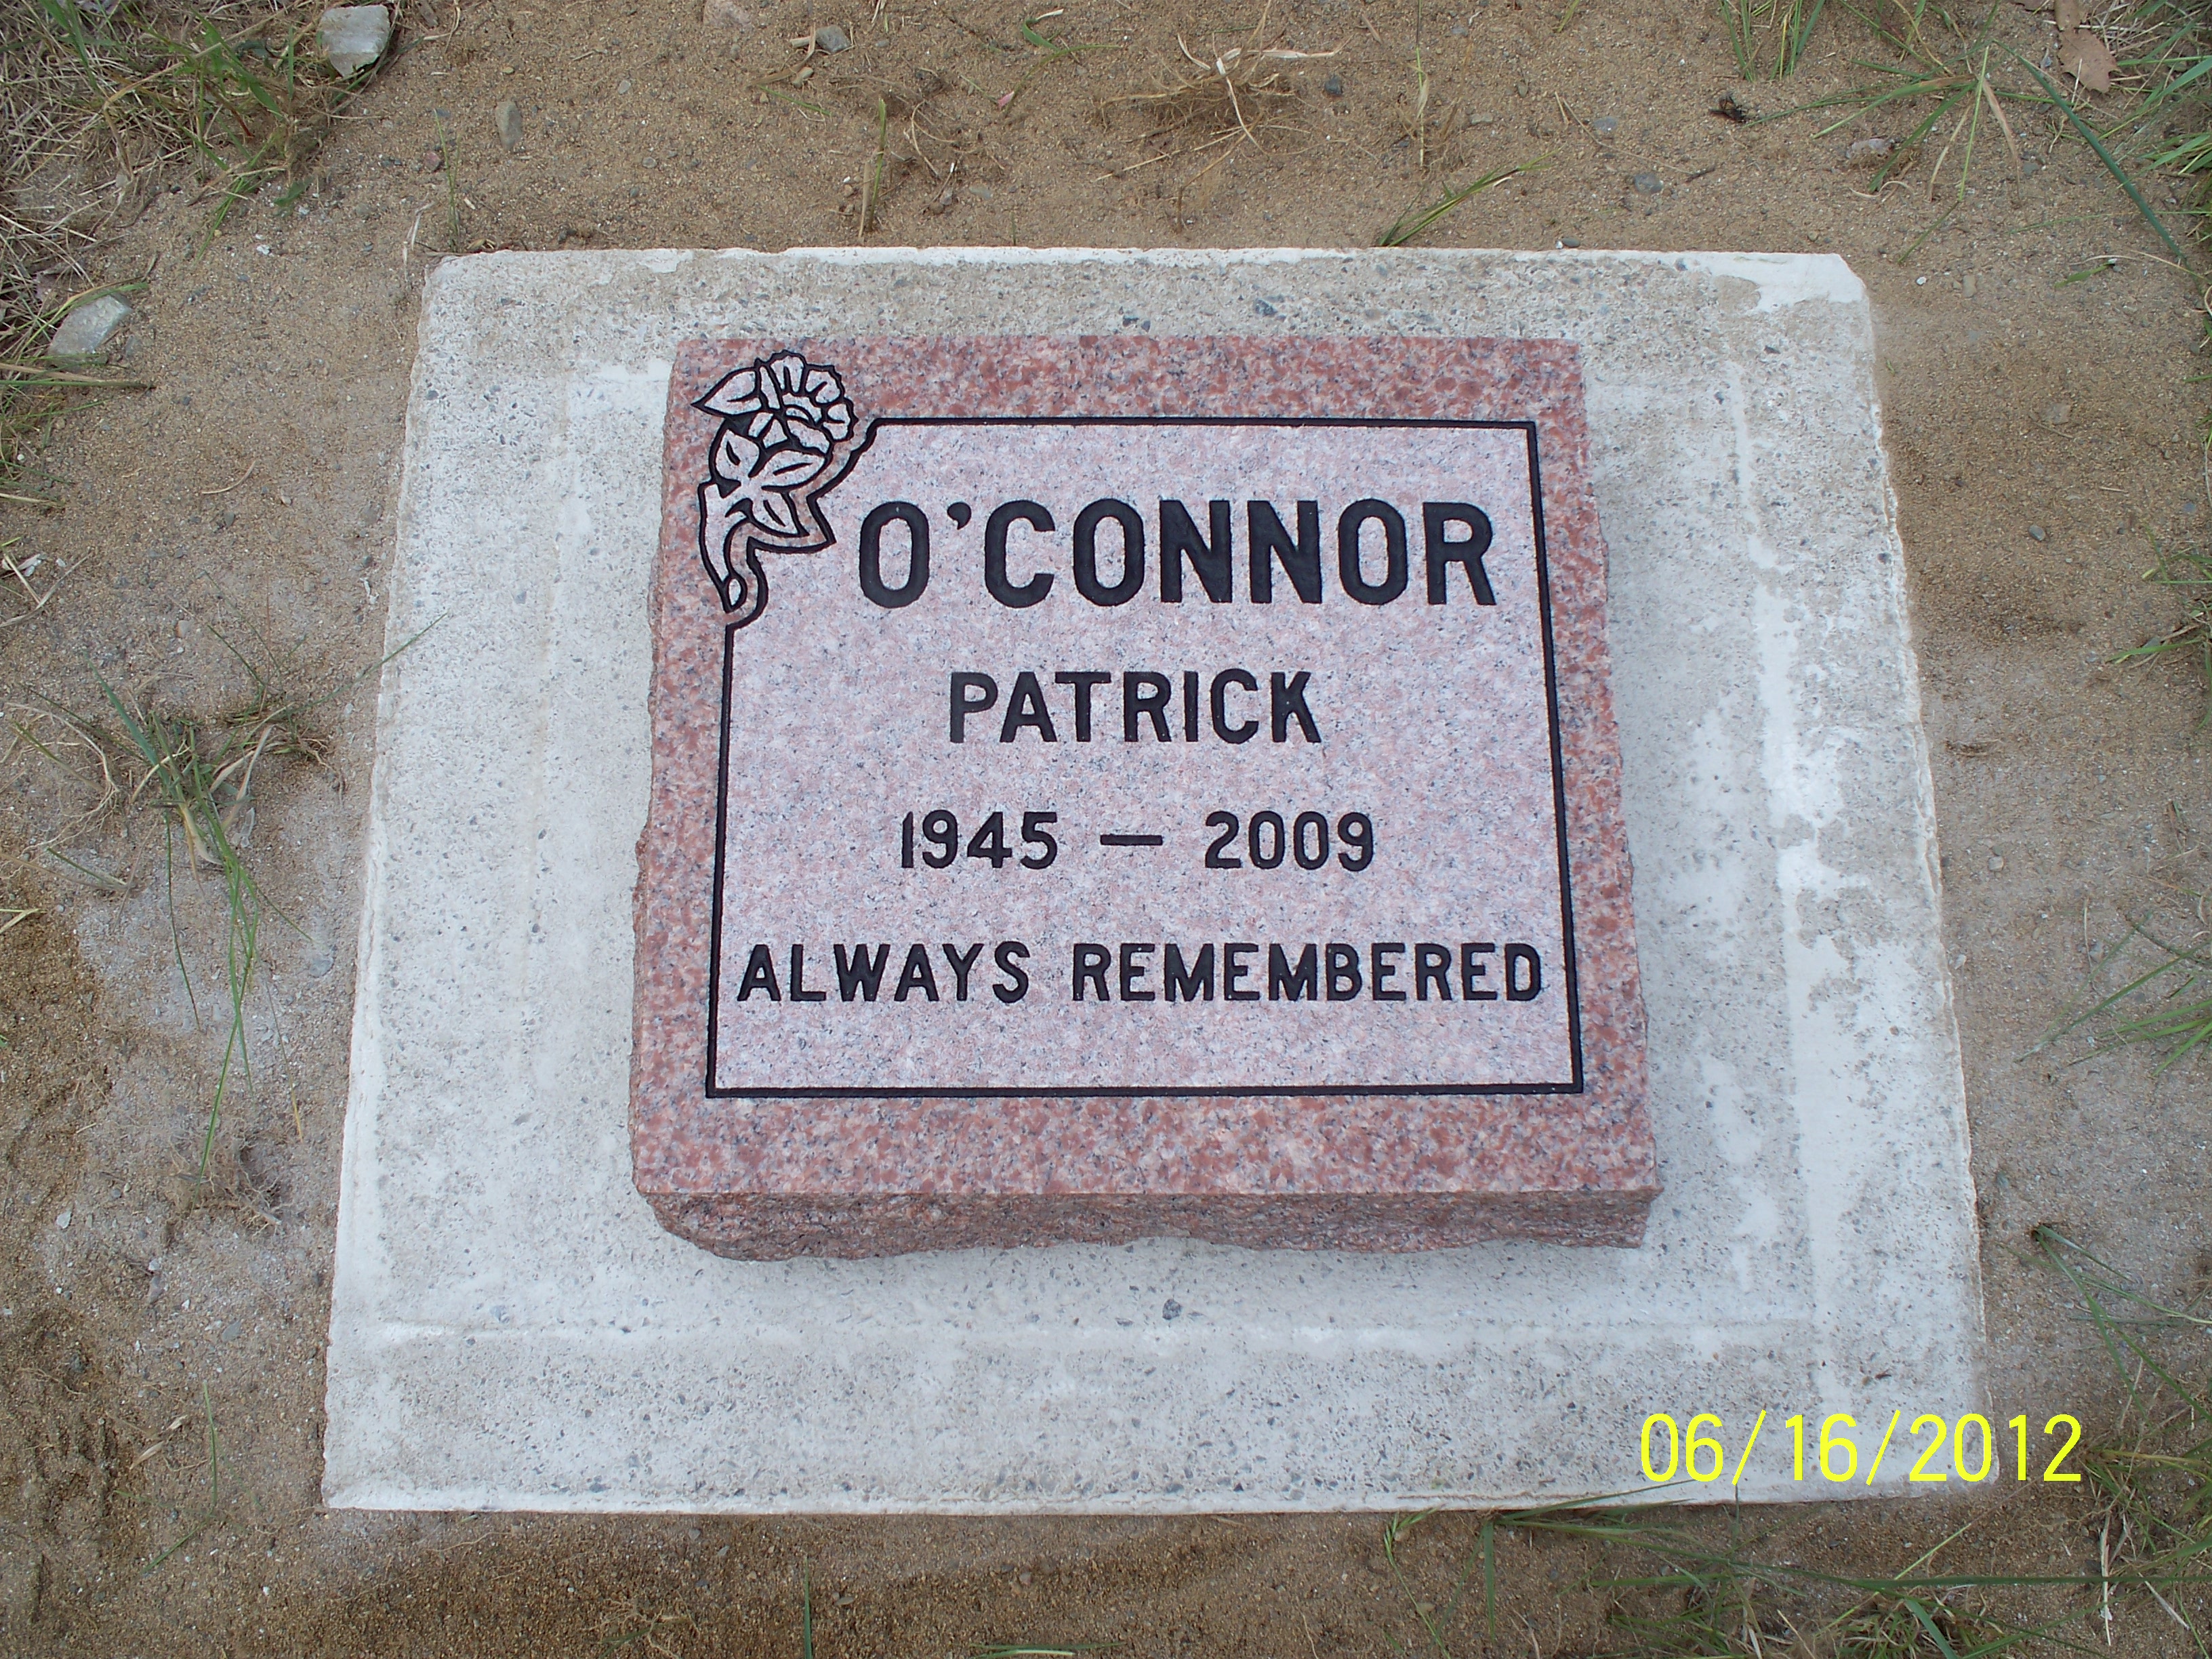 O'CONNOR
PATRICK
1945 — 2009
ALWAYS REMEMBERED
06/16/2012